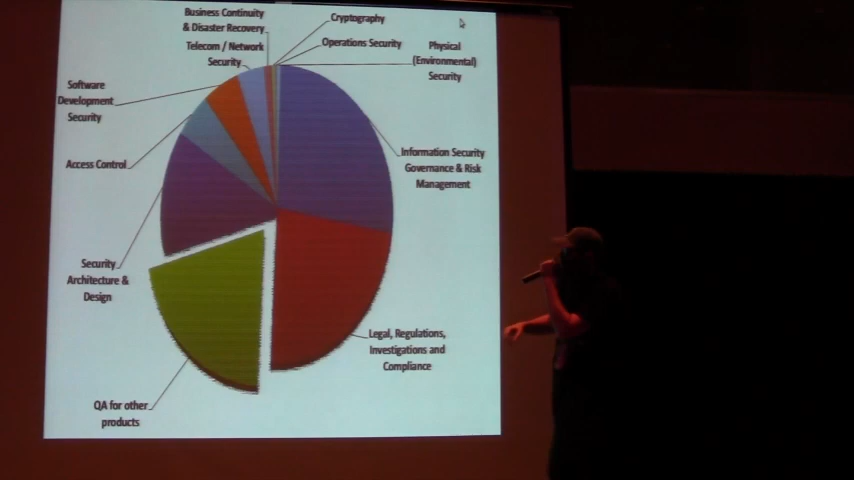 Business Continuity
& Disaster Recovery
Cryptography
Telecom / Network
Security
Operations Security
Physical
(Environmental)
Security
Software
Development
Security
Access Control
Information Security
Governance & Risk
Management
Security
Architecture &
Design
Legal, Regulations,
Investigations and
Compliance
QA for other
products